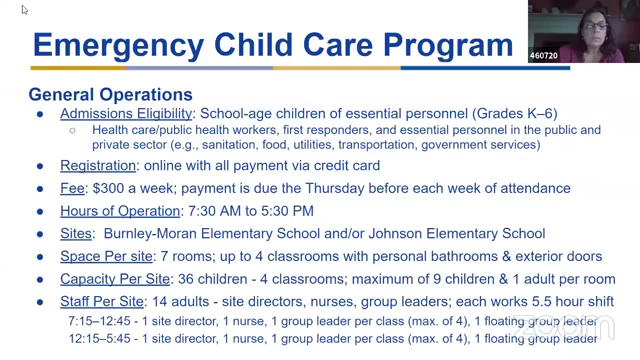 Emergency Child Care Program
460720
General Operations
● Admissions Eligibility: School-age children of essential personnel (Grades K–6)
○ Health care/public health workers, first responders, and essential personnel in the public and
private sector (e.g., sanitation, food, utilities, transportation, government services)
● Registration: online with all payment via credit card
● Fee: $300 a week; payment is due the Thursday before each week of attendance
● Hours of Operation: 7:30 AM to 5:30 PM
● Sites: Burnley-Moran Elementary School and/or Johnson Elementary School
● Space Per site: 7 rooms; up to 4 classrooms with personal bathrooms & exterior doors
● Capacity Per Site: 36 children - 4 classrooms; maximum of 9 children & 1 adult per room
● Staff Per Site: 14 adults - site directors, nurses, group leaders; each works 5.5 hour shift
7:15–12:45 - 1 site director, 1 nurse, 1 group leader per class (max. of 4), 1 floating group leader
12:15–5:45 - 1 site director, 1 nurse, 1 group leader per class (max. of 4), 1 floating group leader
zoom